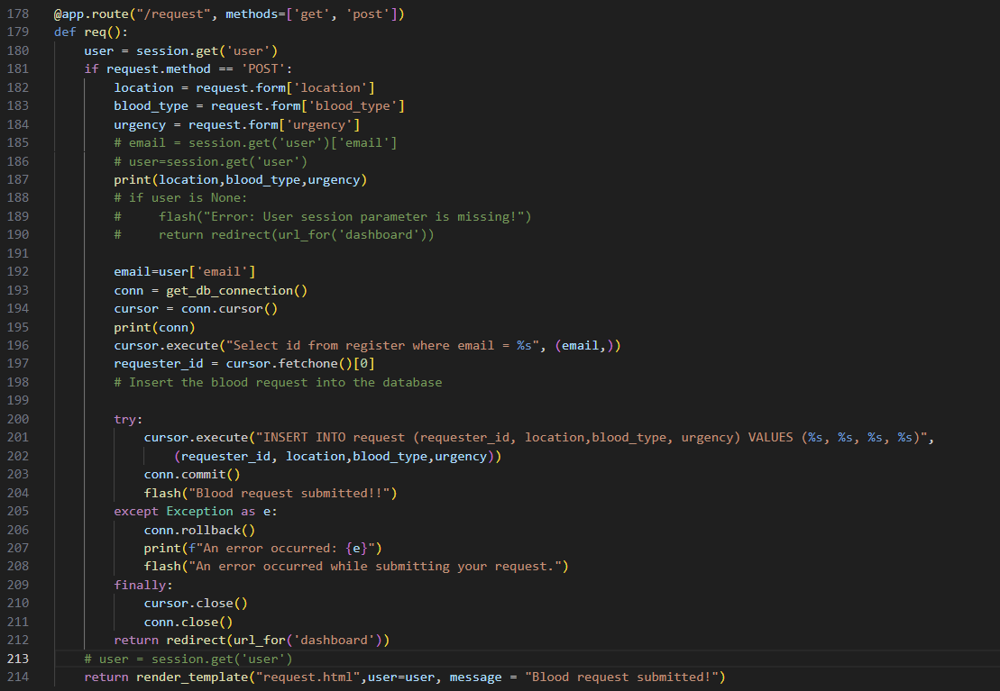 178 @app.route("/request", methods=['get', 'post'])
179 def req():
180     user = session.get('user')
181     if request.method == 'POST':
182         location = request.form['location']
183         blood_type = request.form['blood_type']
184         urgency = request.form['urgency']
185         # email = session.get('user')['email']
186         # user=session.get('user')
187         print(location,blood_type,urgency)
188         # if user is None:
189         #     flash("Error: User session parameter is missing!")
190         #     return redirect(url_for('dashboard'))
191
192         email=user['email']
193         conn = get_db_connection()
194         cursor = conn.cursor()
195         print(conn)
196         cursor.execute("Select id from register where email = %s", (email,))
197         requester_id = cursor.fetchone()[0]
198         # Insert the blood request into the database
199
200         try:
201             cursor.execute("INSERT INTO request (requester_id, location,blood_type, urgency) VALUES (%s, %s, %s, %s)",
202                 (requester_id, location,blood_type,urgency))
203             conn.commit()
204             flash("Blood request submitted!!")
205         except Exception as e:
206             conn.rollback()
207             print(f"An error occurred: {e}")
208             flash("An error occurred while submitting your request.")
209         finally:
210             cursor.close()
211             conn.close()
212         return redirect(url_for('dashboard'))
213     # user = session.get('user')
214     return render_template("request.html",user=user, message = "Blood request submitted!")